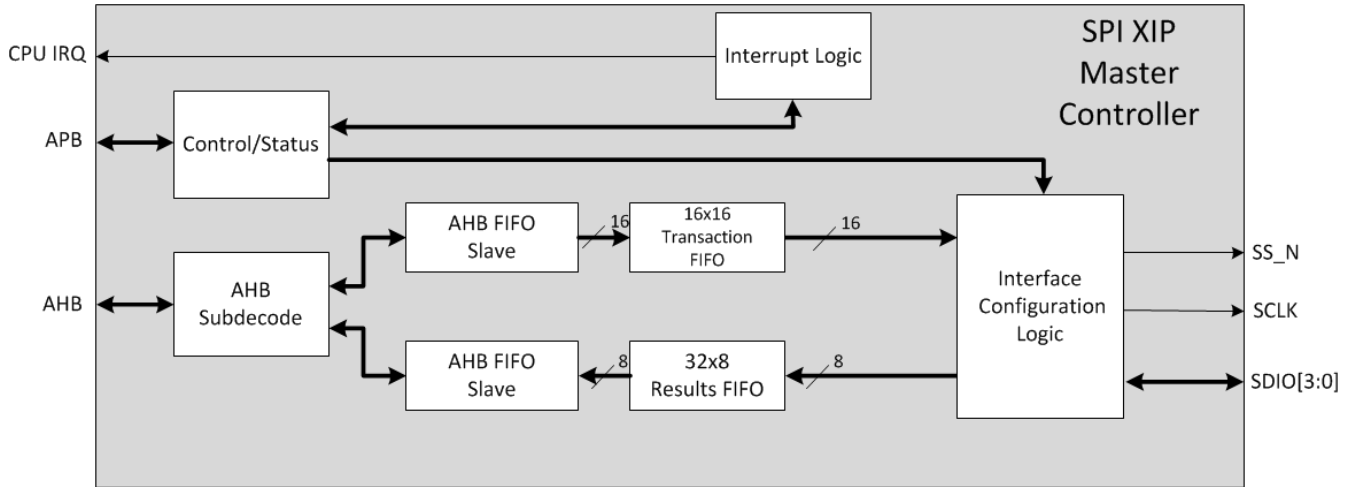 SPI XIP
Master
Controller
CPU IRQ
Interrupt Logic
APB
Control/Status
AHB FIFO
Slave
16
16x16
Transaction
FIFO
16
AHB
AHB
Subdecode
Interface
Configuration
Logic
SS_N
SCLK
AHB FIFO
Slave
8
32x8
Results FIFO
8
SDIO[3:0]